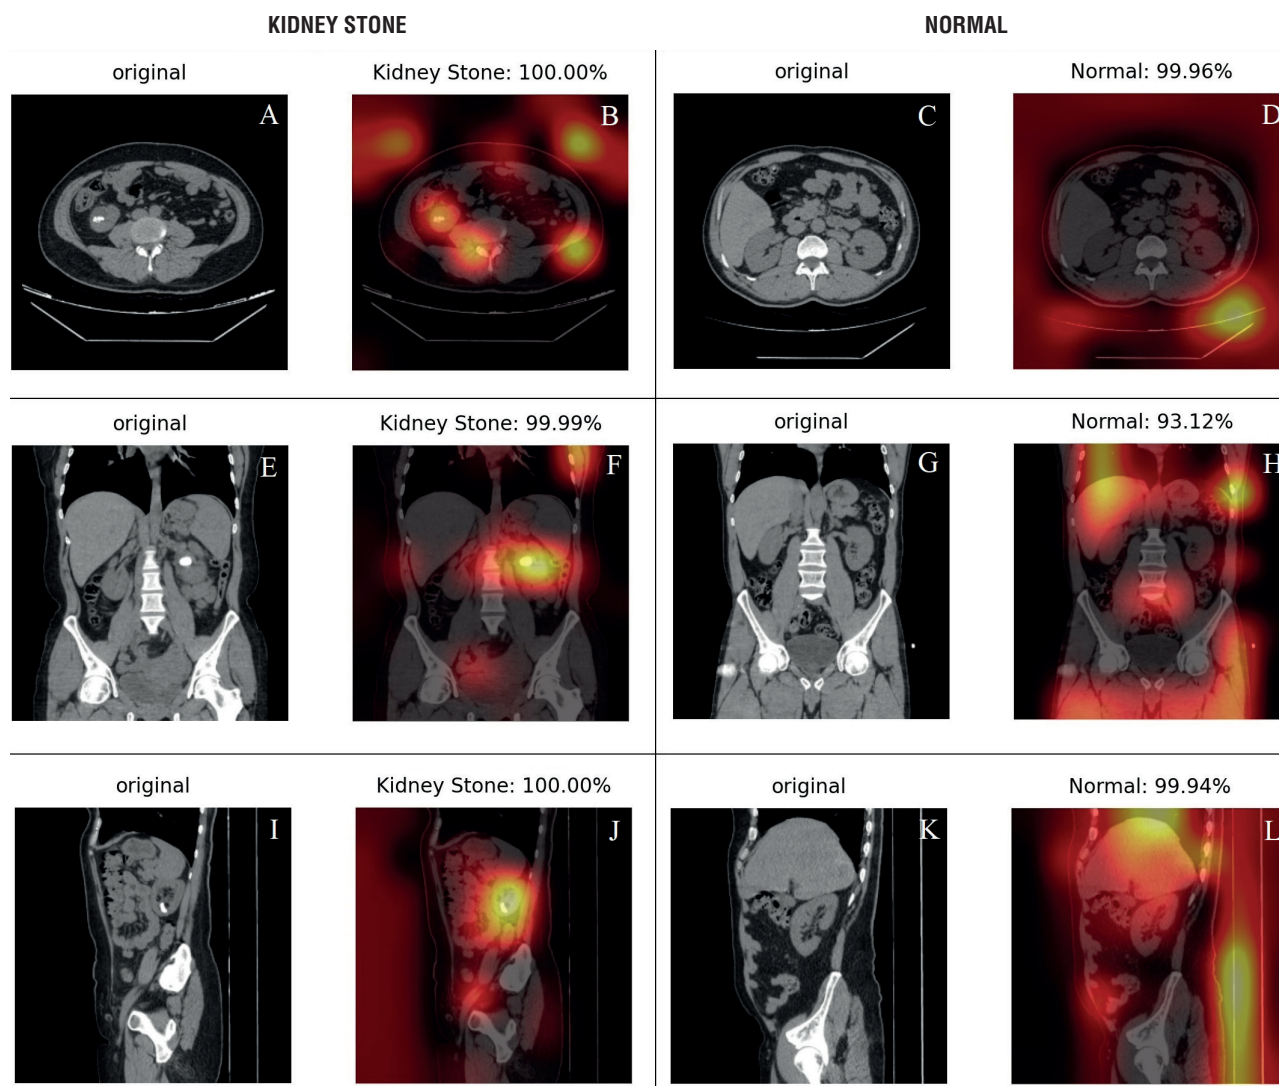 KIDNEY STONE
NORMAL
original
Kidney Stone: 100.00%
original
Normal: 99.96%
A
B
C
D
original
Kidney Stone: 99.99%
original
Normal: 93.12%
E
F
G
H
original
Kidney Stone: 100.00%
original
Normal: 99.94%
I
J
K
L